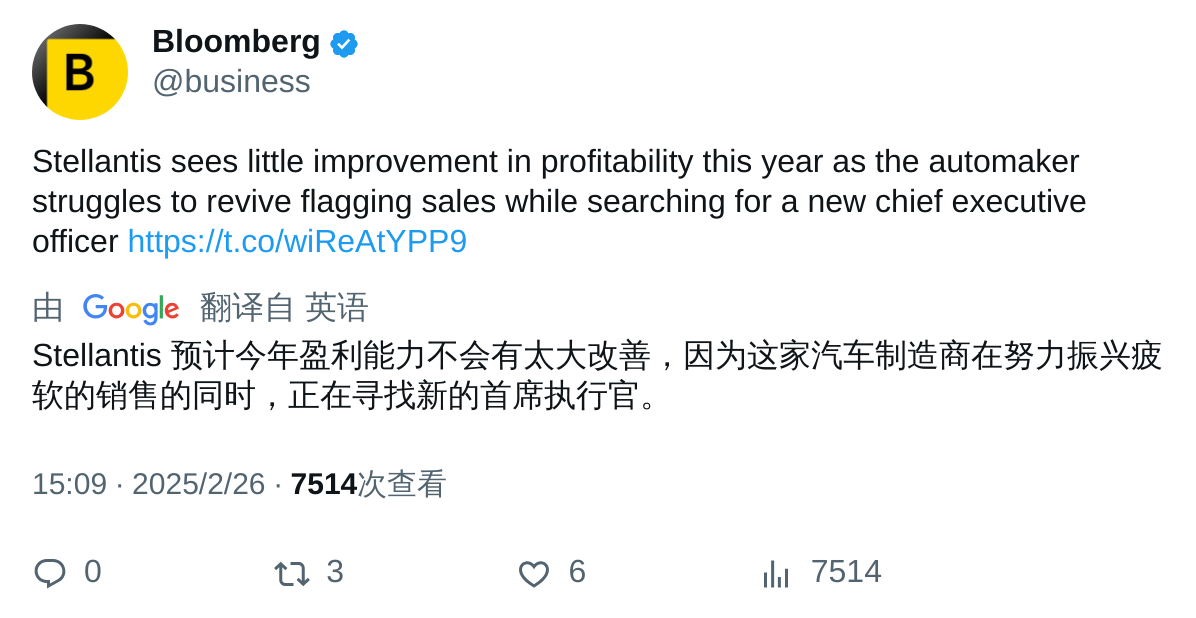 B
Bloomberg
@business
Stellantis sees little improvement in profitability this year as the automaker
struggles to revive flagging sales while searching for a new chief executive
officer https://t.co/wiReAtYPP9
由 Google 翻译自 英语
Stellantis 预计今年盈利能力不会有太大改善，因为这家汽车制造商在努力振兴疲
软的销售的同时，正在寻找新的首席执行官。
15:09 · 2025/2/26 · 7514次查看
0 3 6 7514